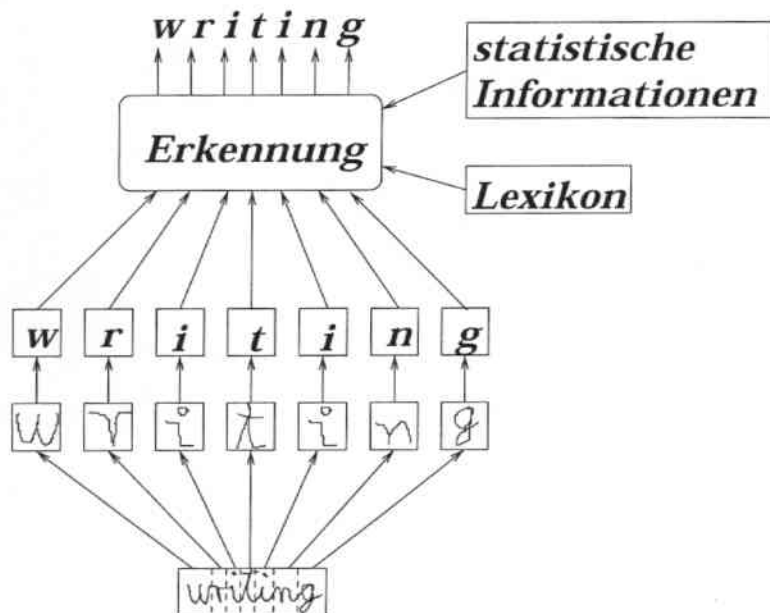 writing
statistische
Informationen
Erkennung
Lexikon
w r i t i n g
w r i t i n g
writing